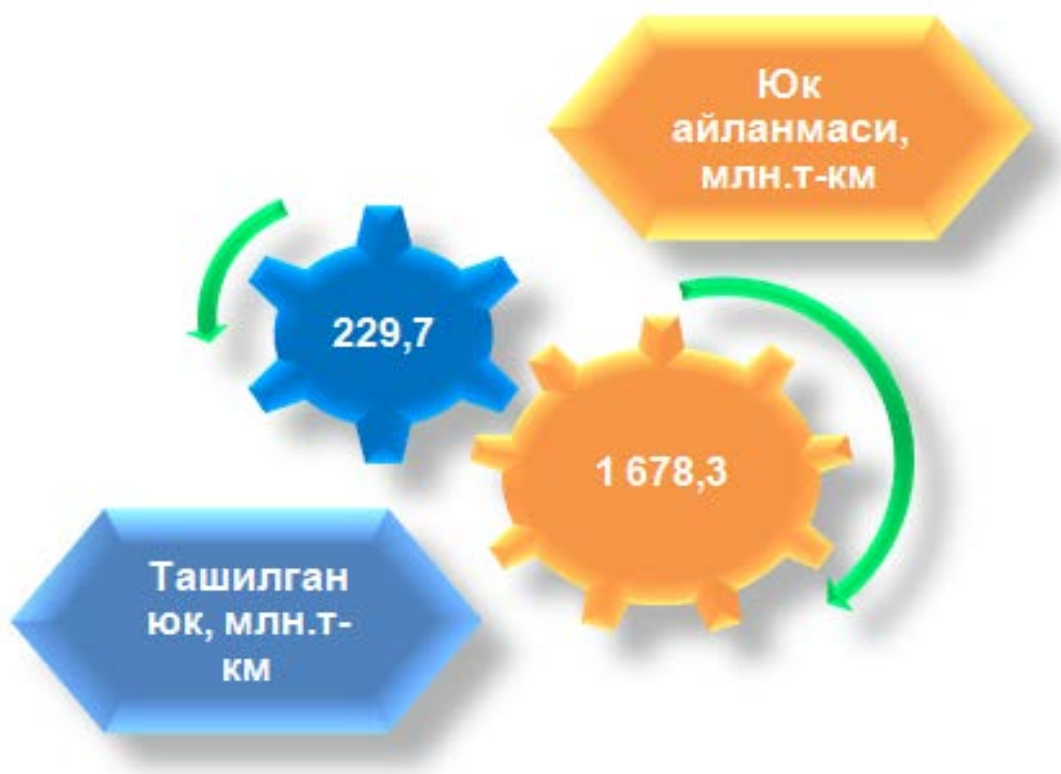 Юк
айланмаси,
млн.т-км
229,7
1 678,3
Ташилган
юк, млн.т-
км